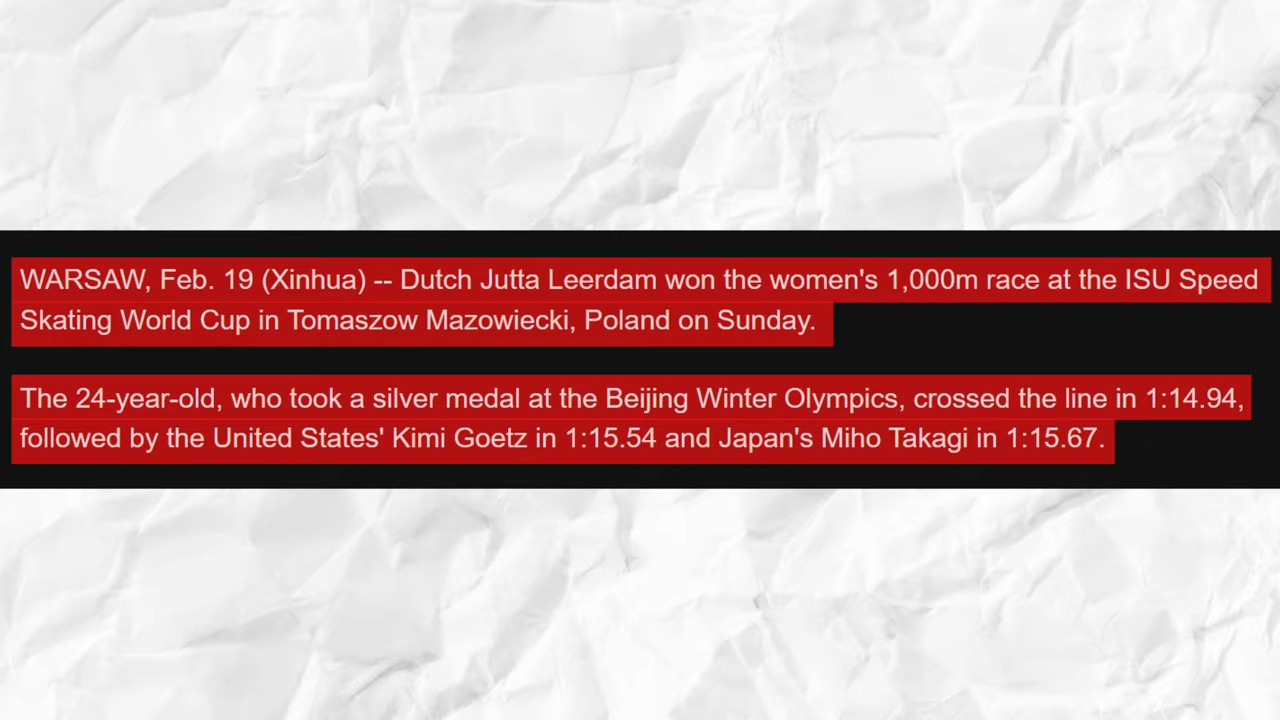 WARSAW, Feb. 19 (Xinhua) -- Dutch Jutta Leerdam won the women's 1,000m race at the ISU Speed
Skating World Cup in Tomaszow Mazowiecki, Poland on Sunday.
The 24-year-old, who took a silver medal at the Beijing Winter Olympics, crossed the line in 1:14.94,
followed by the United States' Kimi Goetz in 1:15.54 and Japan's Miho Takagi in 1:15.67.